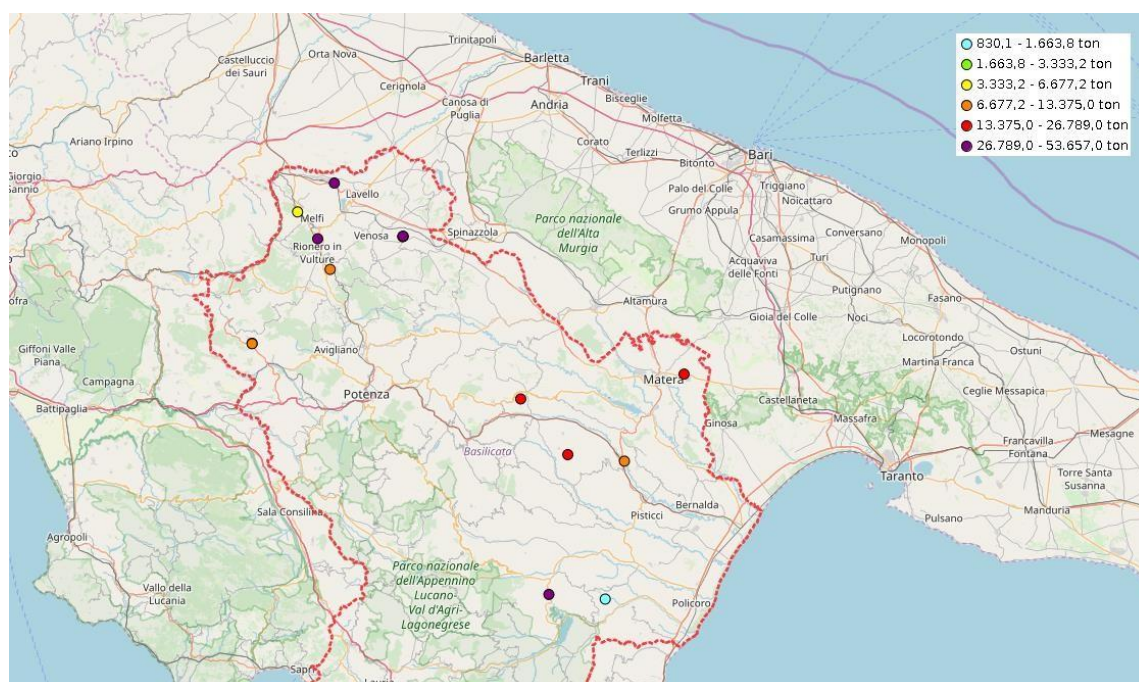 830,1 - 1.663,8 ton
1.663,8 - 3.333,2 ton
3.333,2 - 6.677,2 ton
6.677,2 - 13.375,0 ton
13.375,0 - 26.789,0 ton
26.789,0 - 53.657,0 ton
Trinitapoli
Orta Nova
Castelluccio
dei Sauri
Barletta
Trani
Cerignola
Bisceglie
Canosa di
Puglia
Andria
Molfetta
Ariano Irpino
Corato
Terlizzi
Bitonto
Bari
Giorgio
Sannio
Triggiano
Palo del Colle
Noicattaro
Lavello
Grumo Appula
Parco nazionale
dell'Alta
Murgia
Melfi
Venosa
Spinazzola
Conversano
Casamassima
Monopoli
Rionero in
Vulture
Acquaviva
delle Fonti
Turi
Putignano
Fasano
Altamura
Noci
Gioia del Colle
Locorotondo
Giffoni Valle
Piana
Avigliano
Ostuni
Martina Franca
Campagna
Matera
Potenza
Ceglie Messapica
Castellaneta
Battipaglia
Massafra
Ginosa
Mesagne
Francavilla
Fontana
Basilicata
Taranto
Torre Santa
Susanna
Bernalda
Sala Consilina
Pisticci
Manduria
Pulsano
Agropoli
Parco nazionale
dell'Appennino
Lucano-
Val d'Agri-
Lagonegrese
Vallo della
Lucania
Policoro
Sapri